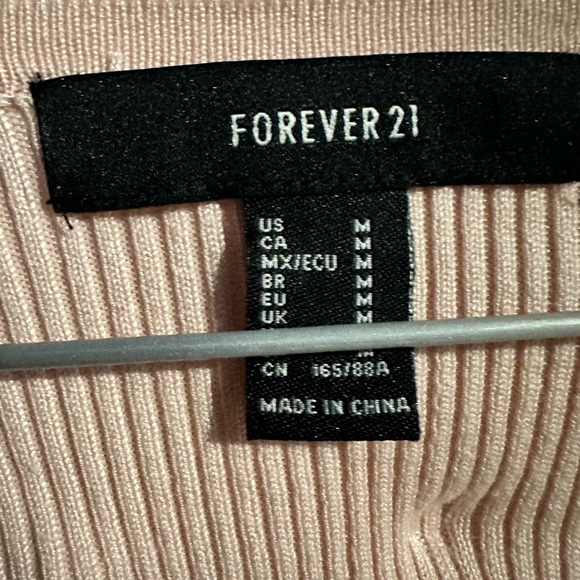 FOREVER 21
US M
CA M
MX/ECU M
BR M
EU M
UK M
CN 165/88A
MADE IN CHINA